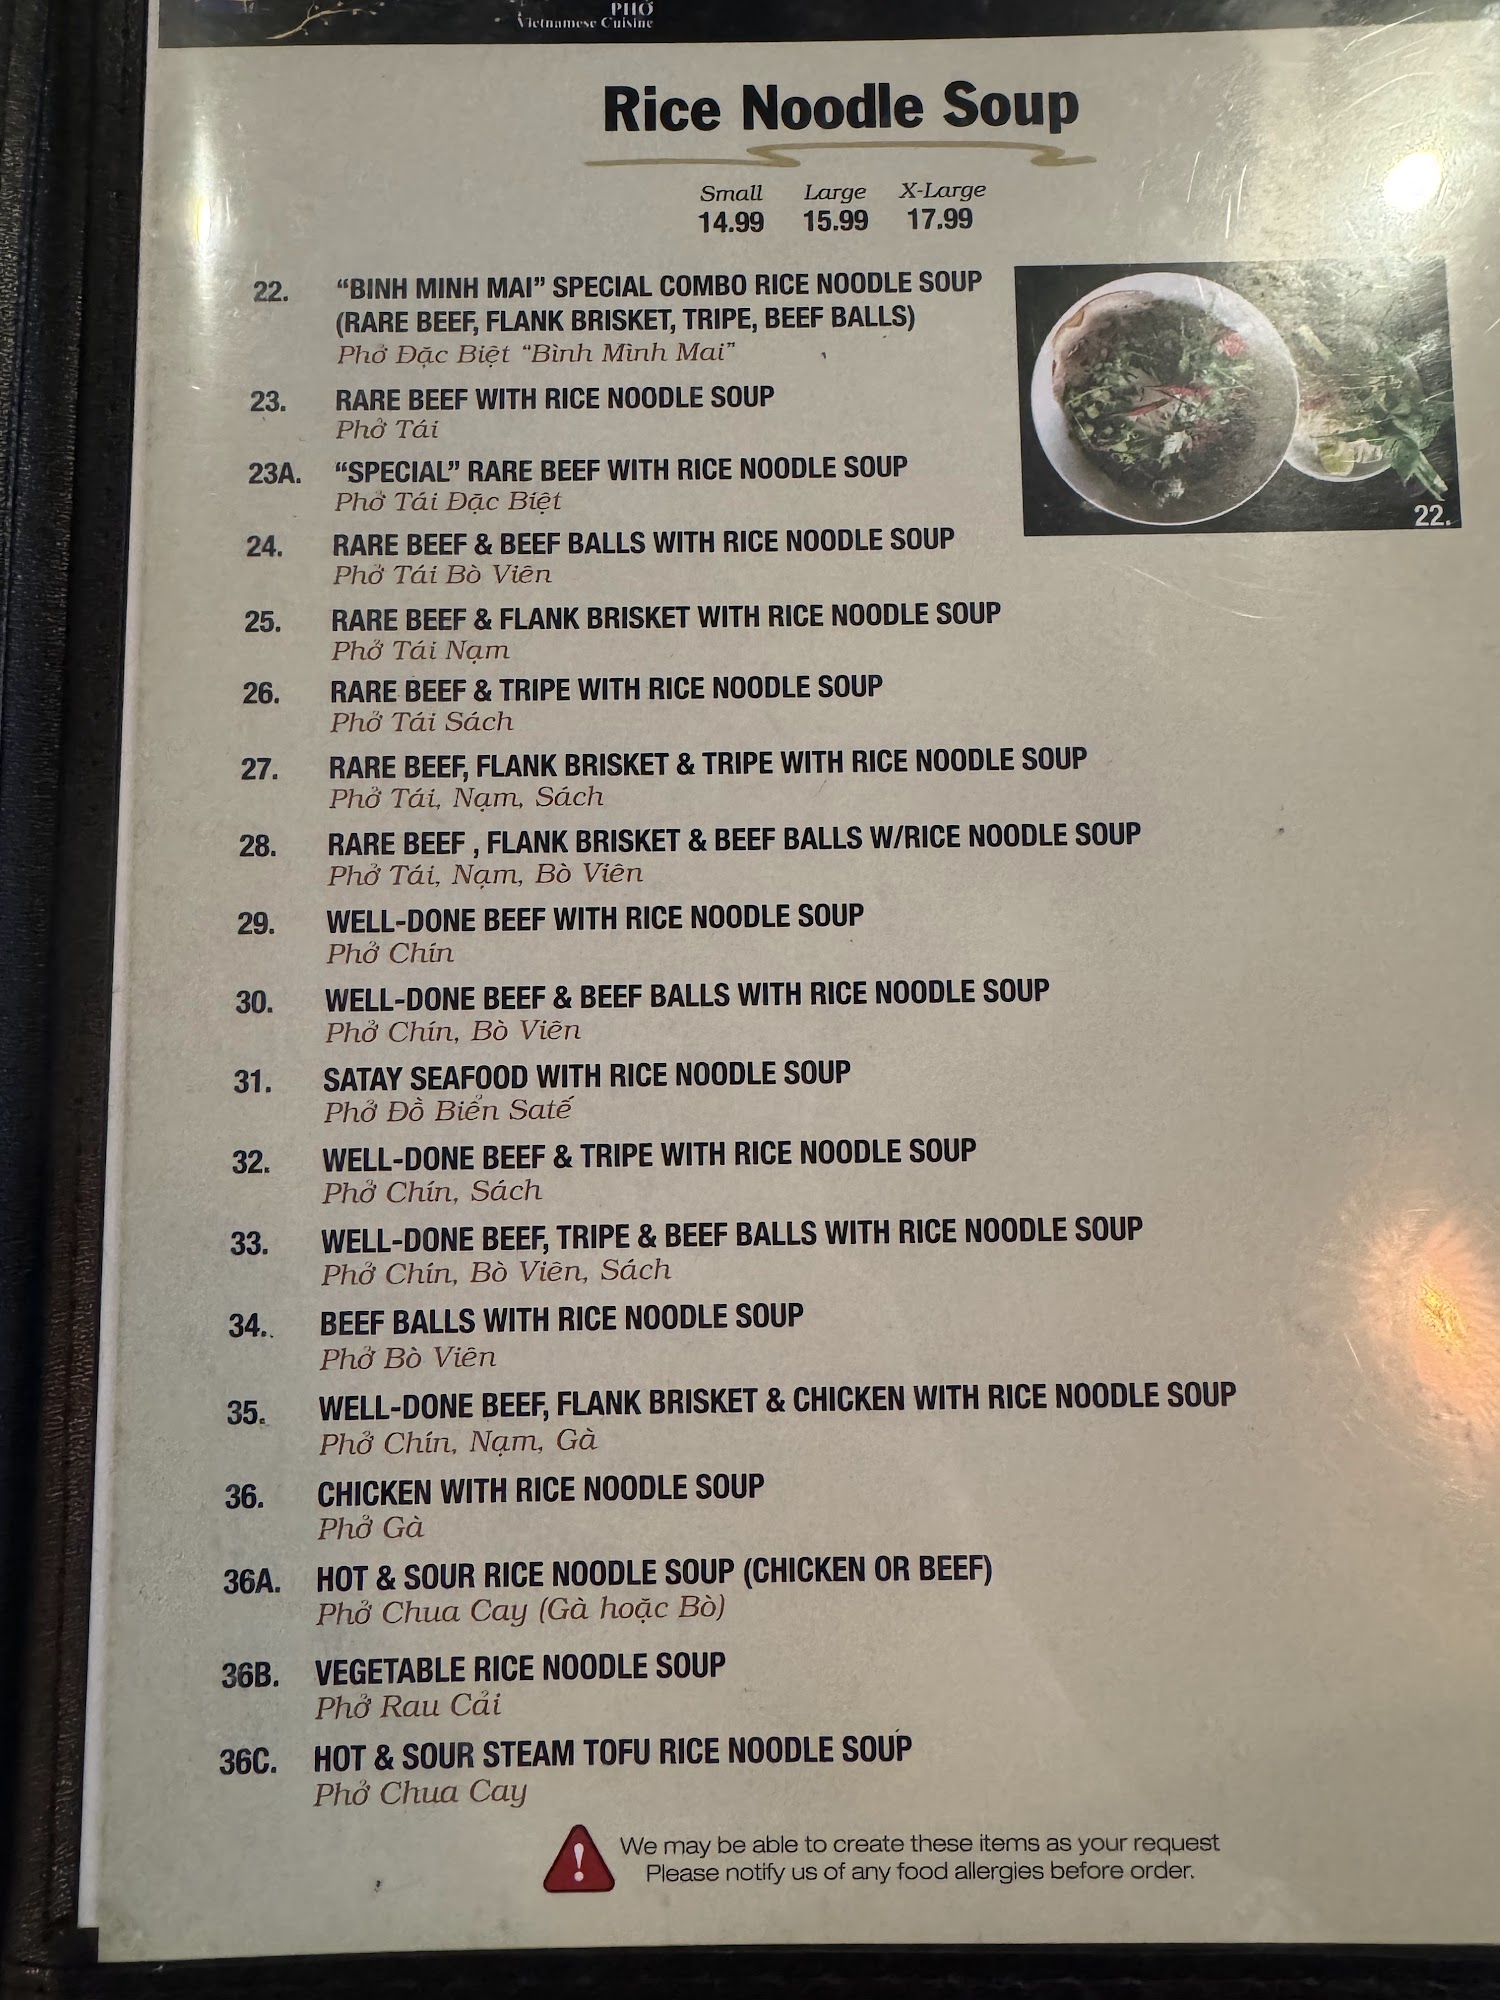 PHỞ
Vietnamese Cuisine
Rice Noodle Soup
Small Large X-Large
14.99 15.99 17.99
22. “BINH MINH MAI” SPECIAL COMBO RICE NOODLE SOUP
(RARE BEEF, FLANK BRISKET, TRIPE, BEEF BALLS)
Phở Đặc Biệt “Bình Mình Mai”
23. RARE BEEF WITH RICE NOODLE SOUP
Phở Tái
23A. “SPECIAL” RARE BEEF WITH RICE NOODLE SOUP
Phở Tái Đặc Biệt
22.
24. RARE BEEF & BEEF BALLS WITH RICE NOODLE SOUP
Phở Tái Bò Viên
25. RARE BEEF & FLANK BRISKET WITH RICE NOODLE SOUP
Phở Tái Nạm
26. RARE BEEF & TRIPE WITH RICE NOODLE SOUP
Phở Tái Sách
27. RARE BEEF, FLANK BRISKET & TRIPE WITH RICE NOODLE SOUP
Phở Tái, Nạm, Sách
28. RARE BEEF , FLANK BRISKET & BEEF BALLS W/RICE NOODLE SOUP
Phở Tái, Nạm, Bò Viên
29. WELL-DONE BEEF WITH RICE NOODLE SOUP
Phở Chín
30. WELL-DONE BEEF & BEEF BALLS WITH RICE NOODLE SOUP
Phở Chín, Bò Viên
31. SATAY SEAFOOD WITH RICE NOODLE SOUP
Phở Đồ Biển Satế
32. WELL-DONE BEEF & TRIPE WITH RICE NOODLE SOUP
Phở Chín, Sách
33. WELL-DONE BEEF, TRIPE & BEEF BALLS WITH RICE NOODLE SOUP
Phở Chín, Bò Viên, Sách
34. BEEF BALLS WITH RICE NOODLE SOUP
Phở Bò Viên
35. WELL-DONE BEEF, FLANK BRISKET & CHICKEN WITH RICE NOODLE SOUP
Phở Chín, Nạm, Gà
36. CHICKEN WITH RICE NOODLE SOUP
Phở Gà
36A. HOT & SOUR RICE NOODLE SOUP (CHICKEN OR BEEF)
Phở Chua Cay (Gà hoặc Bò)
36B. VEGETABLE RICE NOODLE SOUP
Phở Rau Cải
36C. HOT & SOUR STEAM TOFU RICE NOODLE SOUP
Phở Chua Cay
We may be able to create these items as your request
Please notify us of any food allergies before order.